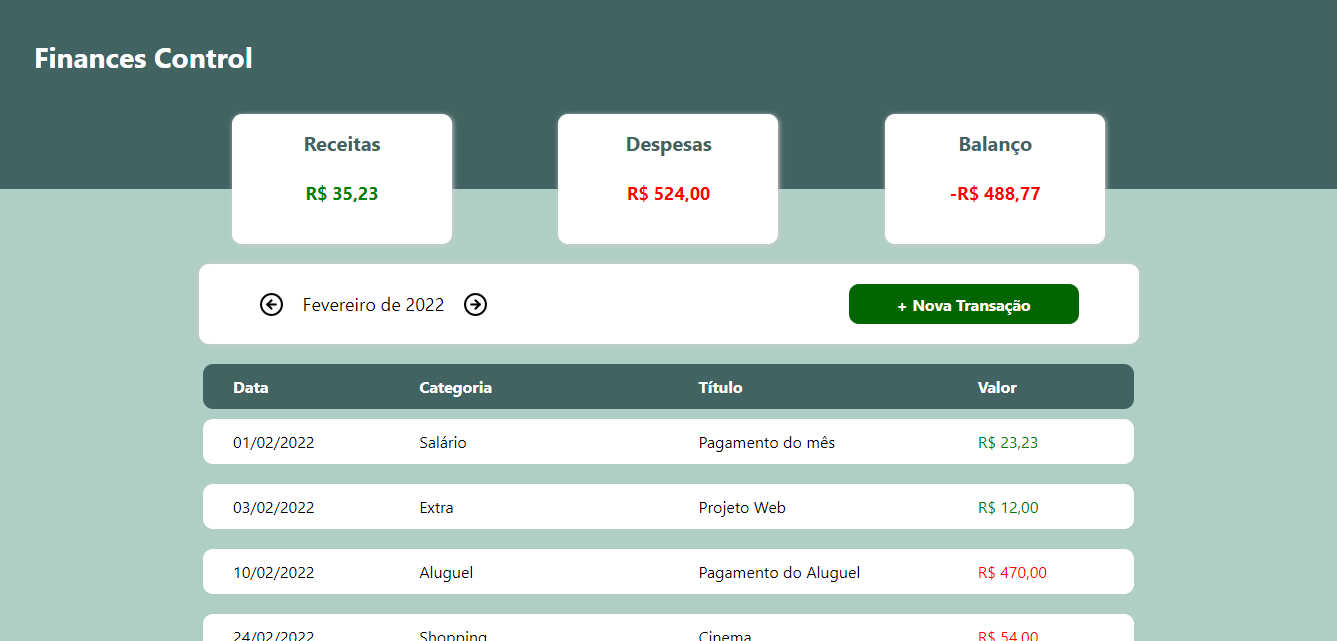 Finances Control
Receitas Despesas Balanço
R$ 35,23 R$ 524,00 -R$ 488,77
Fevereiro de 2022 + Nova Transação
Data Categoria Título Valor
01/02/2022 Salário Pagamento do mês R$ 23,23
03/02/2022 Extra Projeto Web R$ 12,00
10/02/2022 Aluguel Pagamento do Aluguel R$ 470,00
24/02/2022 Shopping Cinema R$ 54,00